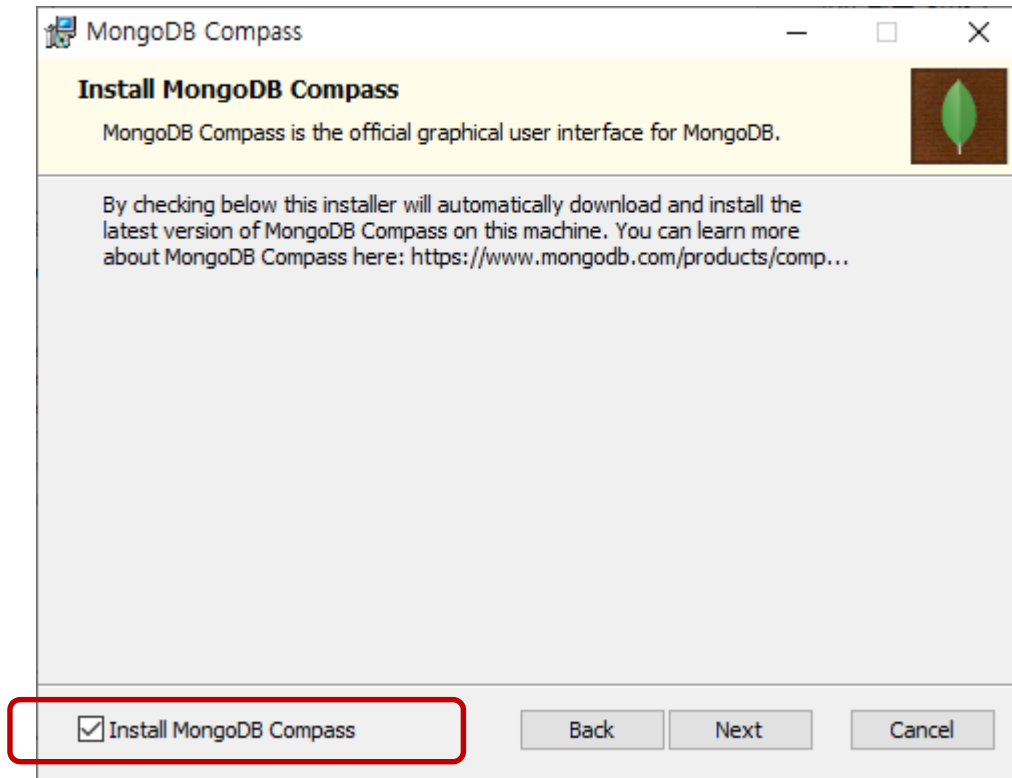 MongoDB Compass
Install MongoDB Compass
MongoDB Compass is the official graphical user interface for MongoDB.
By checking below this installer will automatically download and install the
latest version of MongoDB Compass on this machine. You can learn more
about MongoDB Compass here: https://www.mongodb.com/products/comp...
Install MongoDB Compass
Back
Next
Cancel